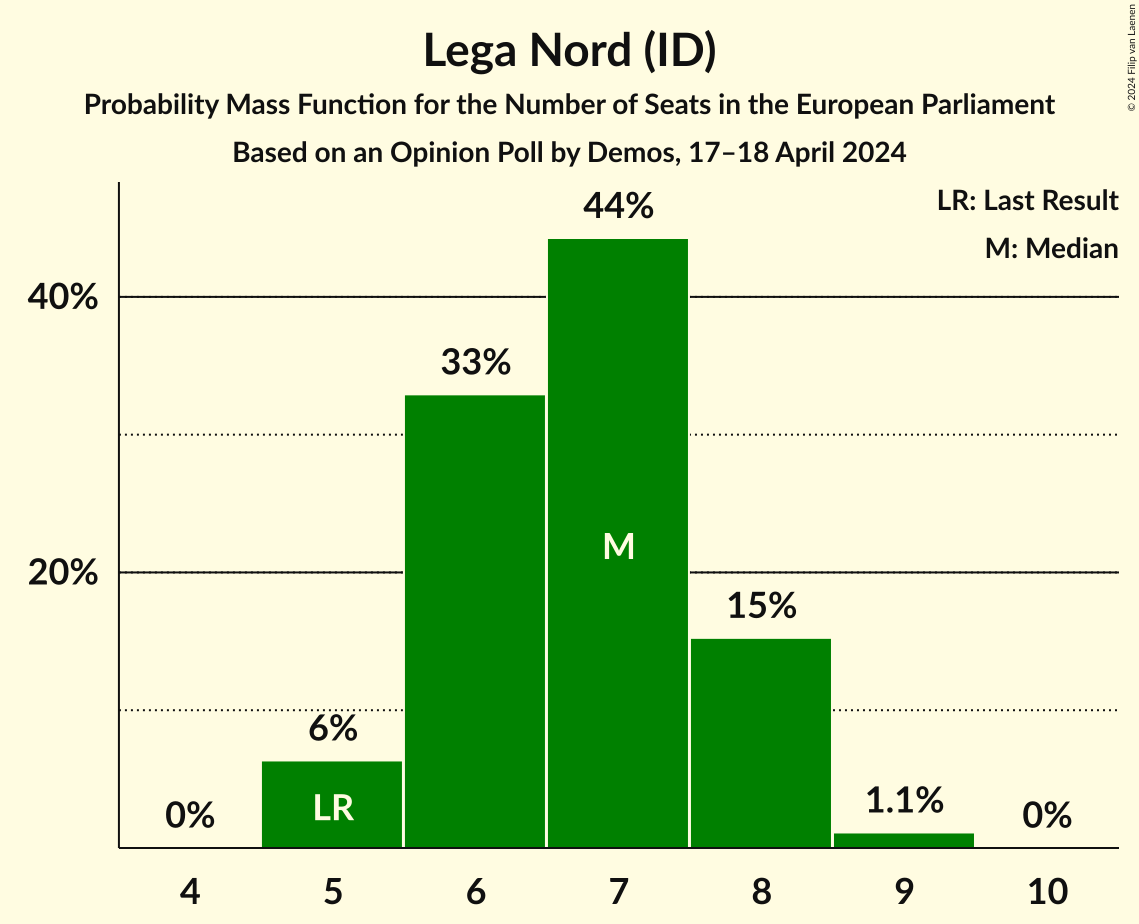 Lega Nord (ID)
Probability Mass Function for the Number of Seats in the European Parliament
Based on an Opinion Poll by Demos, 17–18 April 2024
© 2024 Filip van Laenen
LR: Last Result
M: Median
40%
20%
0%
6%
33%
44%
15%
1.1%
0%
LR
M
4 5 6 7 8 9 10